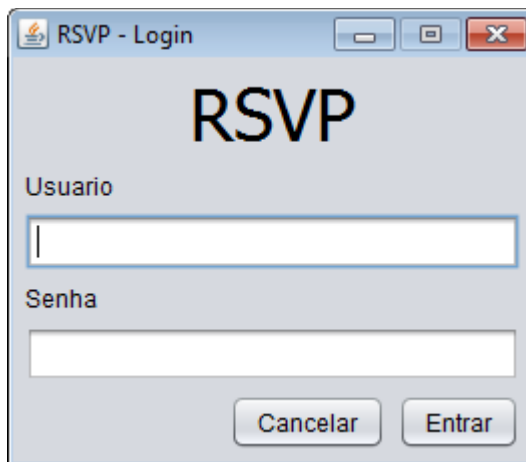 RSVP - Login
RSVP
Usuario
Senha
Cancelar Entrar